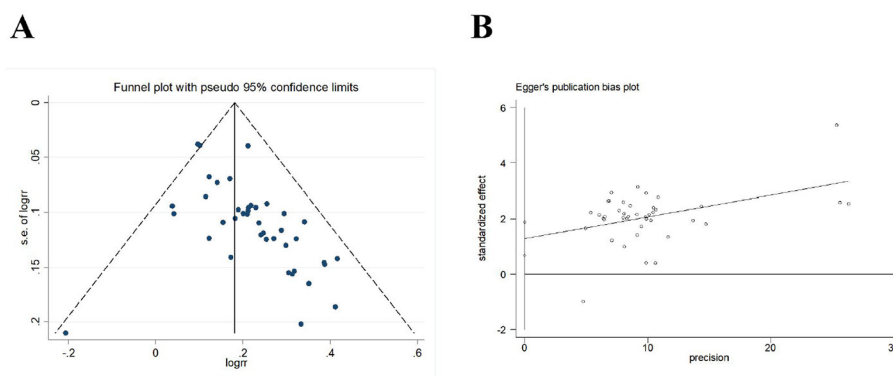 A
B
Funnel plot with pseudo 95% confidence limits
s.e. of logrr
0
.05
.1
.15
.2
-.2
0
.2
.4
.6
logrr
Egger's publication bias plot
standardized effect
6
4
2
0
-2
0
10
20
precision